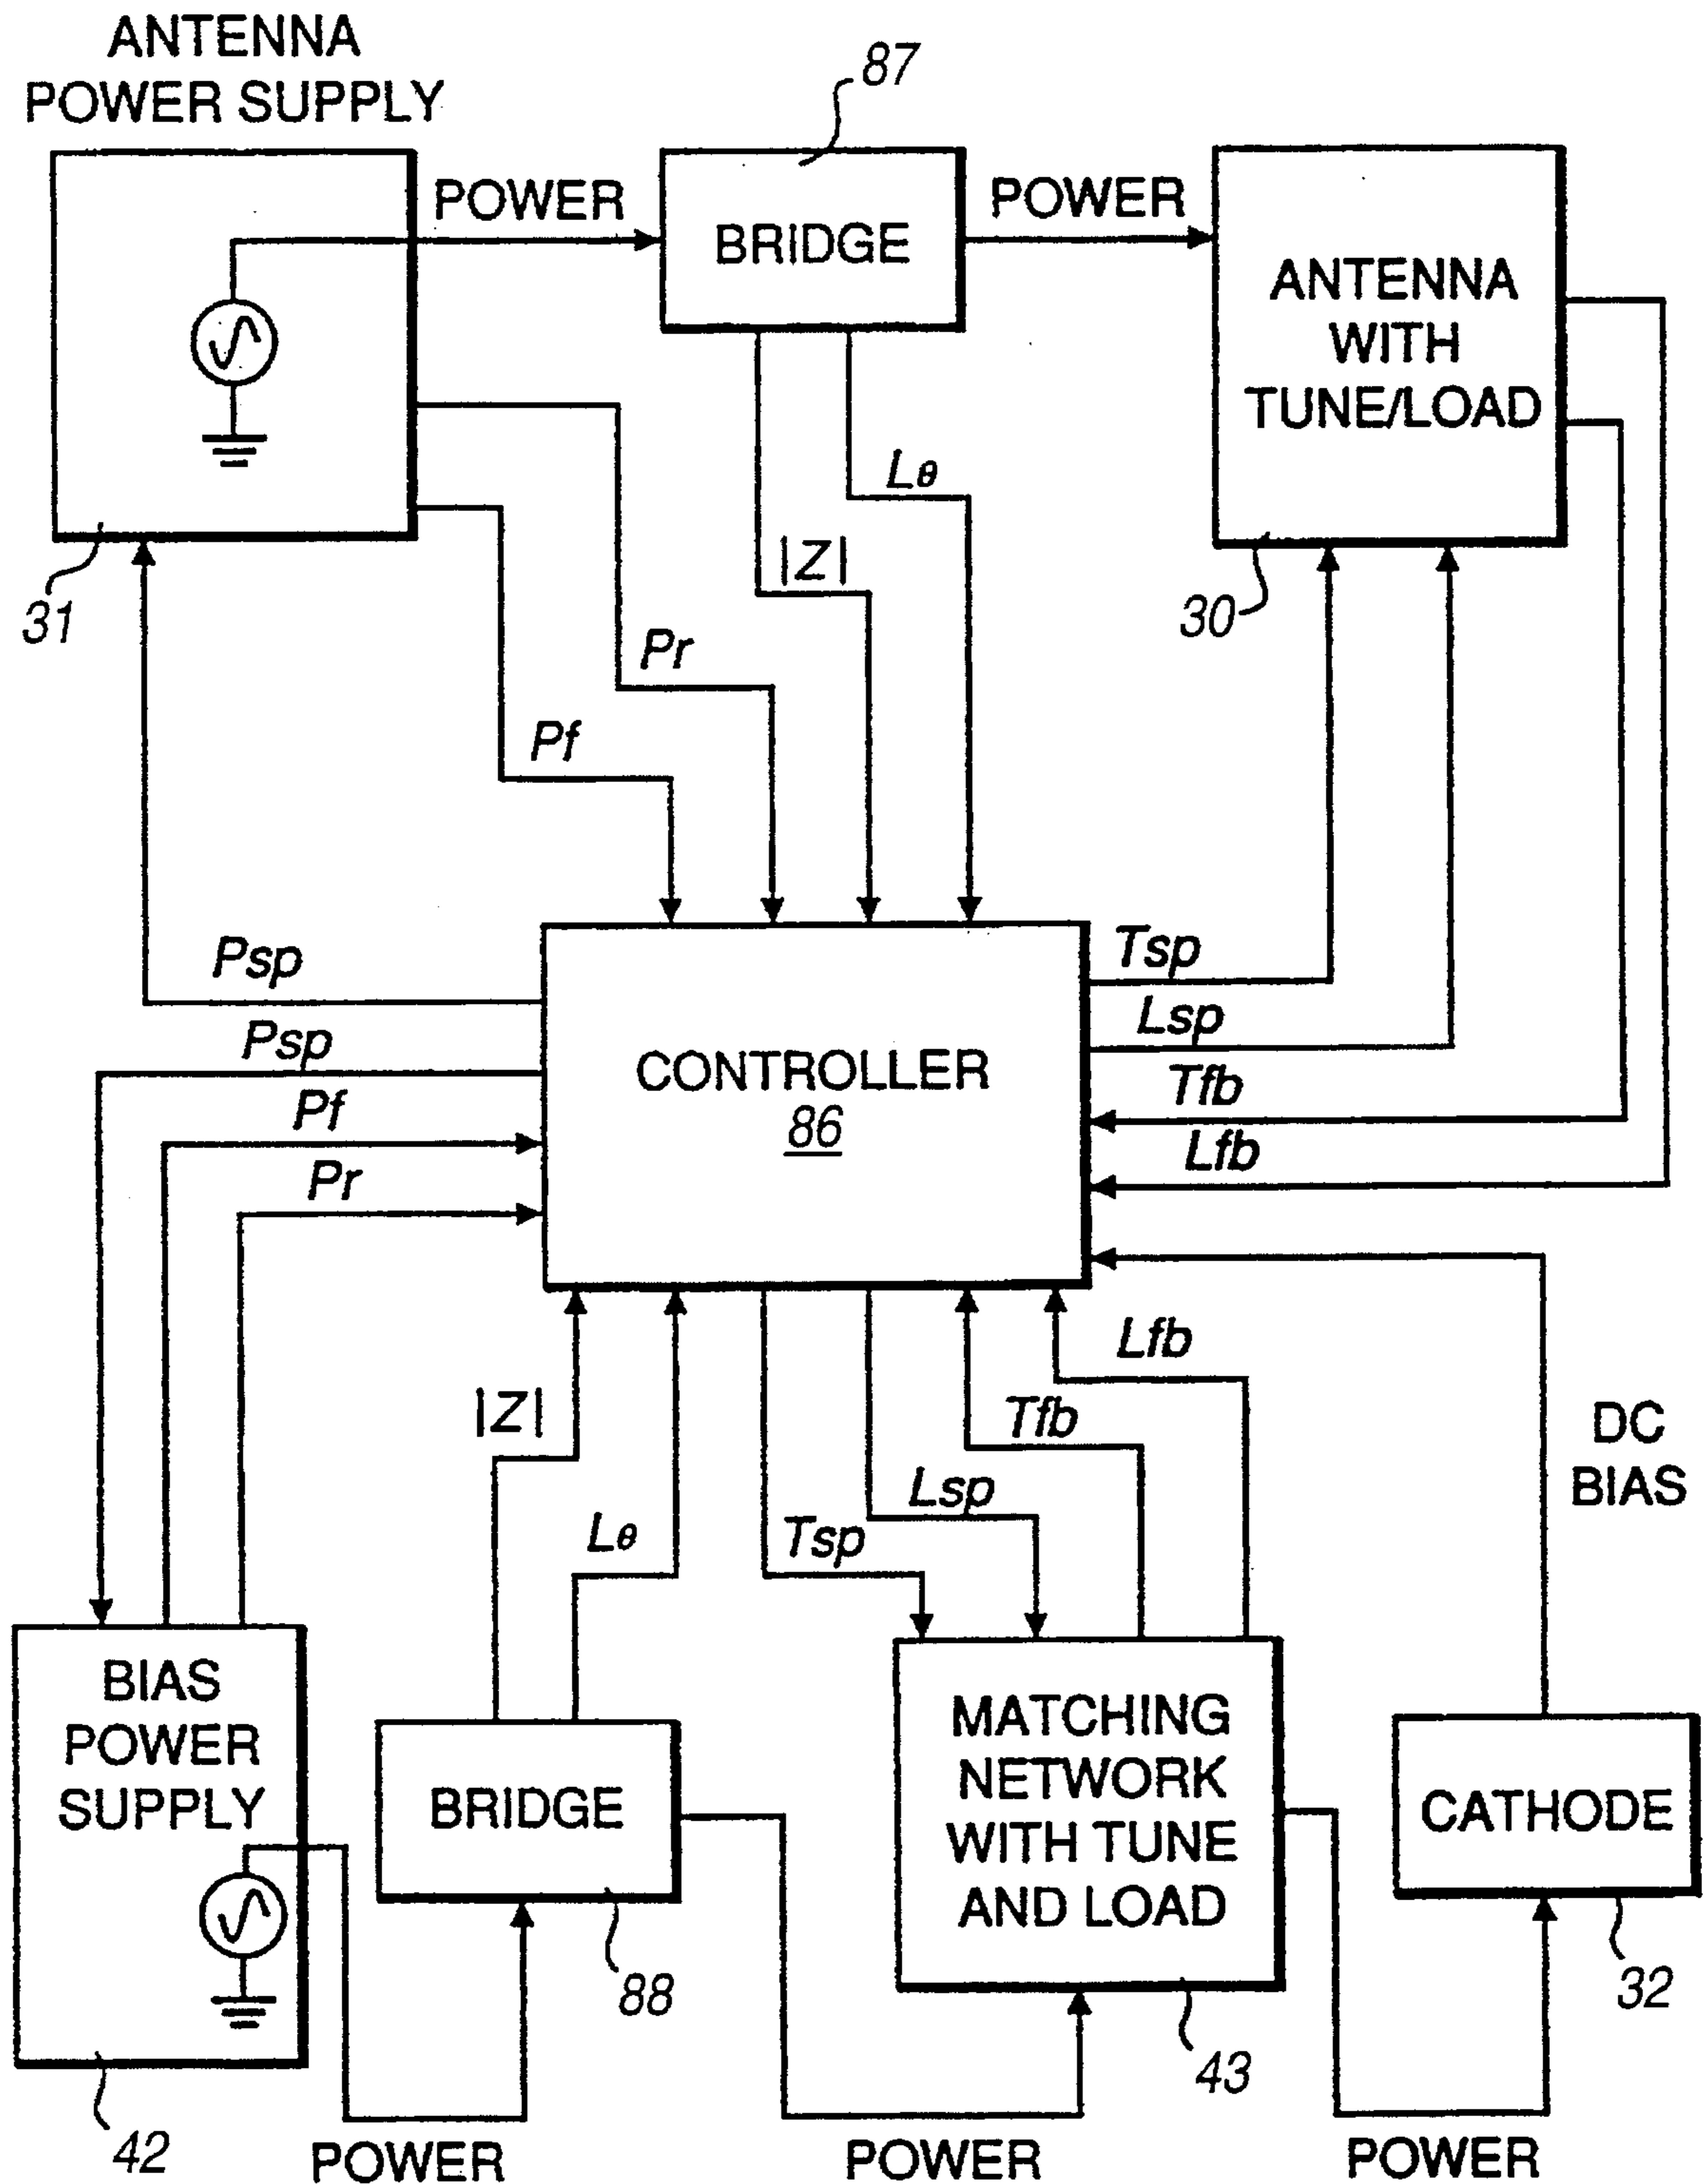 ANTENNA
POWER SUPPLY
87
POWER
BRIDGE
POWER
ANTENNA
WITH
TUNE/LOAD
Lθ
|Z|
31
30
Pr
Pf
Psp
Tsp
Lsp
Psp
CONTROLLER
86
Tfb
Pf
Lfb
Pr
Lfb
|Z|
Tfb
DC
BIAS
Lsp
Lθ
Tsp
BIAS
POWER
SUPPLY
BRIDGE
MATCHING
NETWORK
WITH TUNE
AND LOAD
CATHODE
88
32
43
42
POWER
POWER
POWER